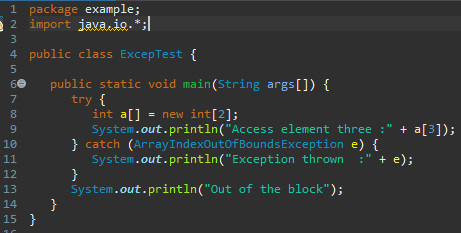 1 package example;
2 import java.io.*;
3
4 public class ExcepTest {
5
6 public static void main(String args[]) {
7 try {
8 int a[] = new int[2];
9 System.out.println("Access element three :" + a[3]);
10 } catch (ArrayIndexOutOfBoundsException e) {
11 System.out.println("Exception thrown  :" + e);
12 }
13 System.out.println("Out of the block");
14 }
15 }
16